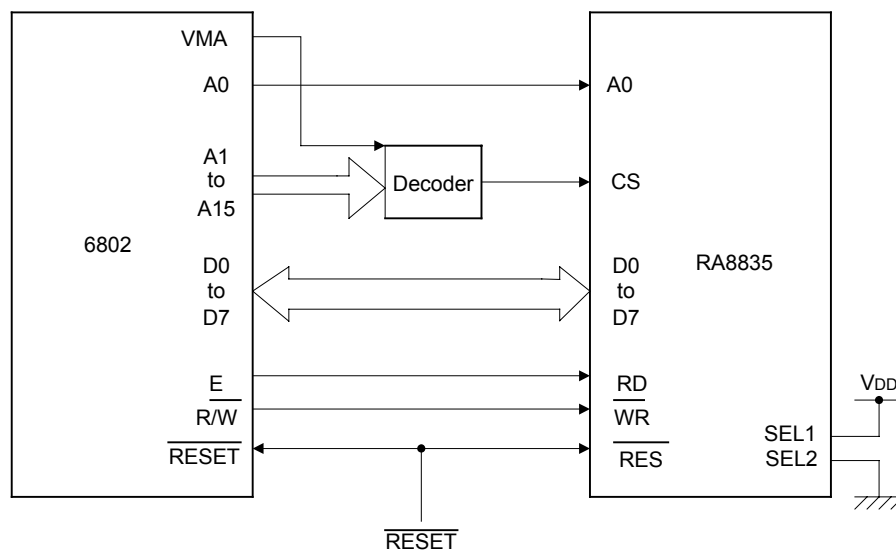 VMA
A0
A1
to
A15
6802
D0
to
D7
E
R/W
RESET
Decoder
A0
CS
RA8835
D0
to
D7
RD
WR
RES
VDD
SEL1
SEL2
RESET